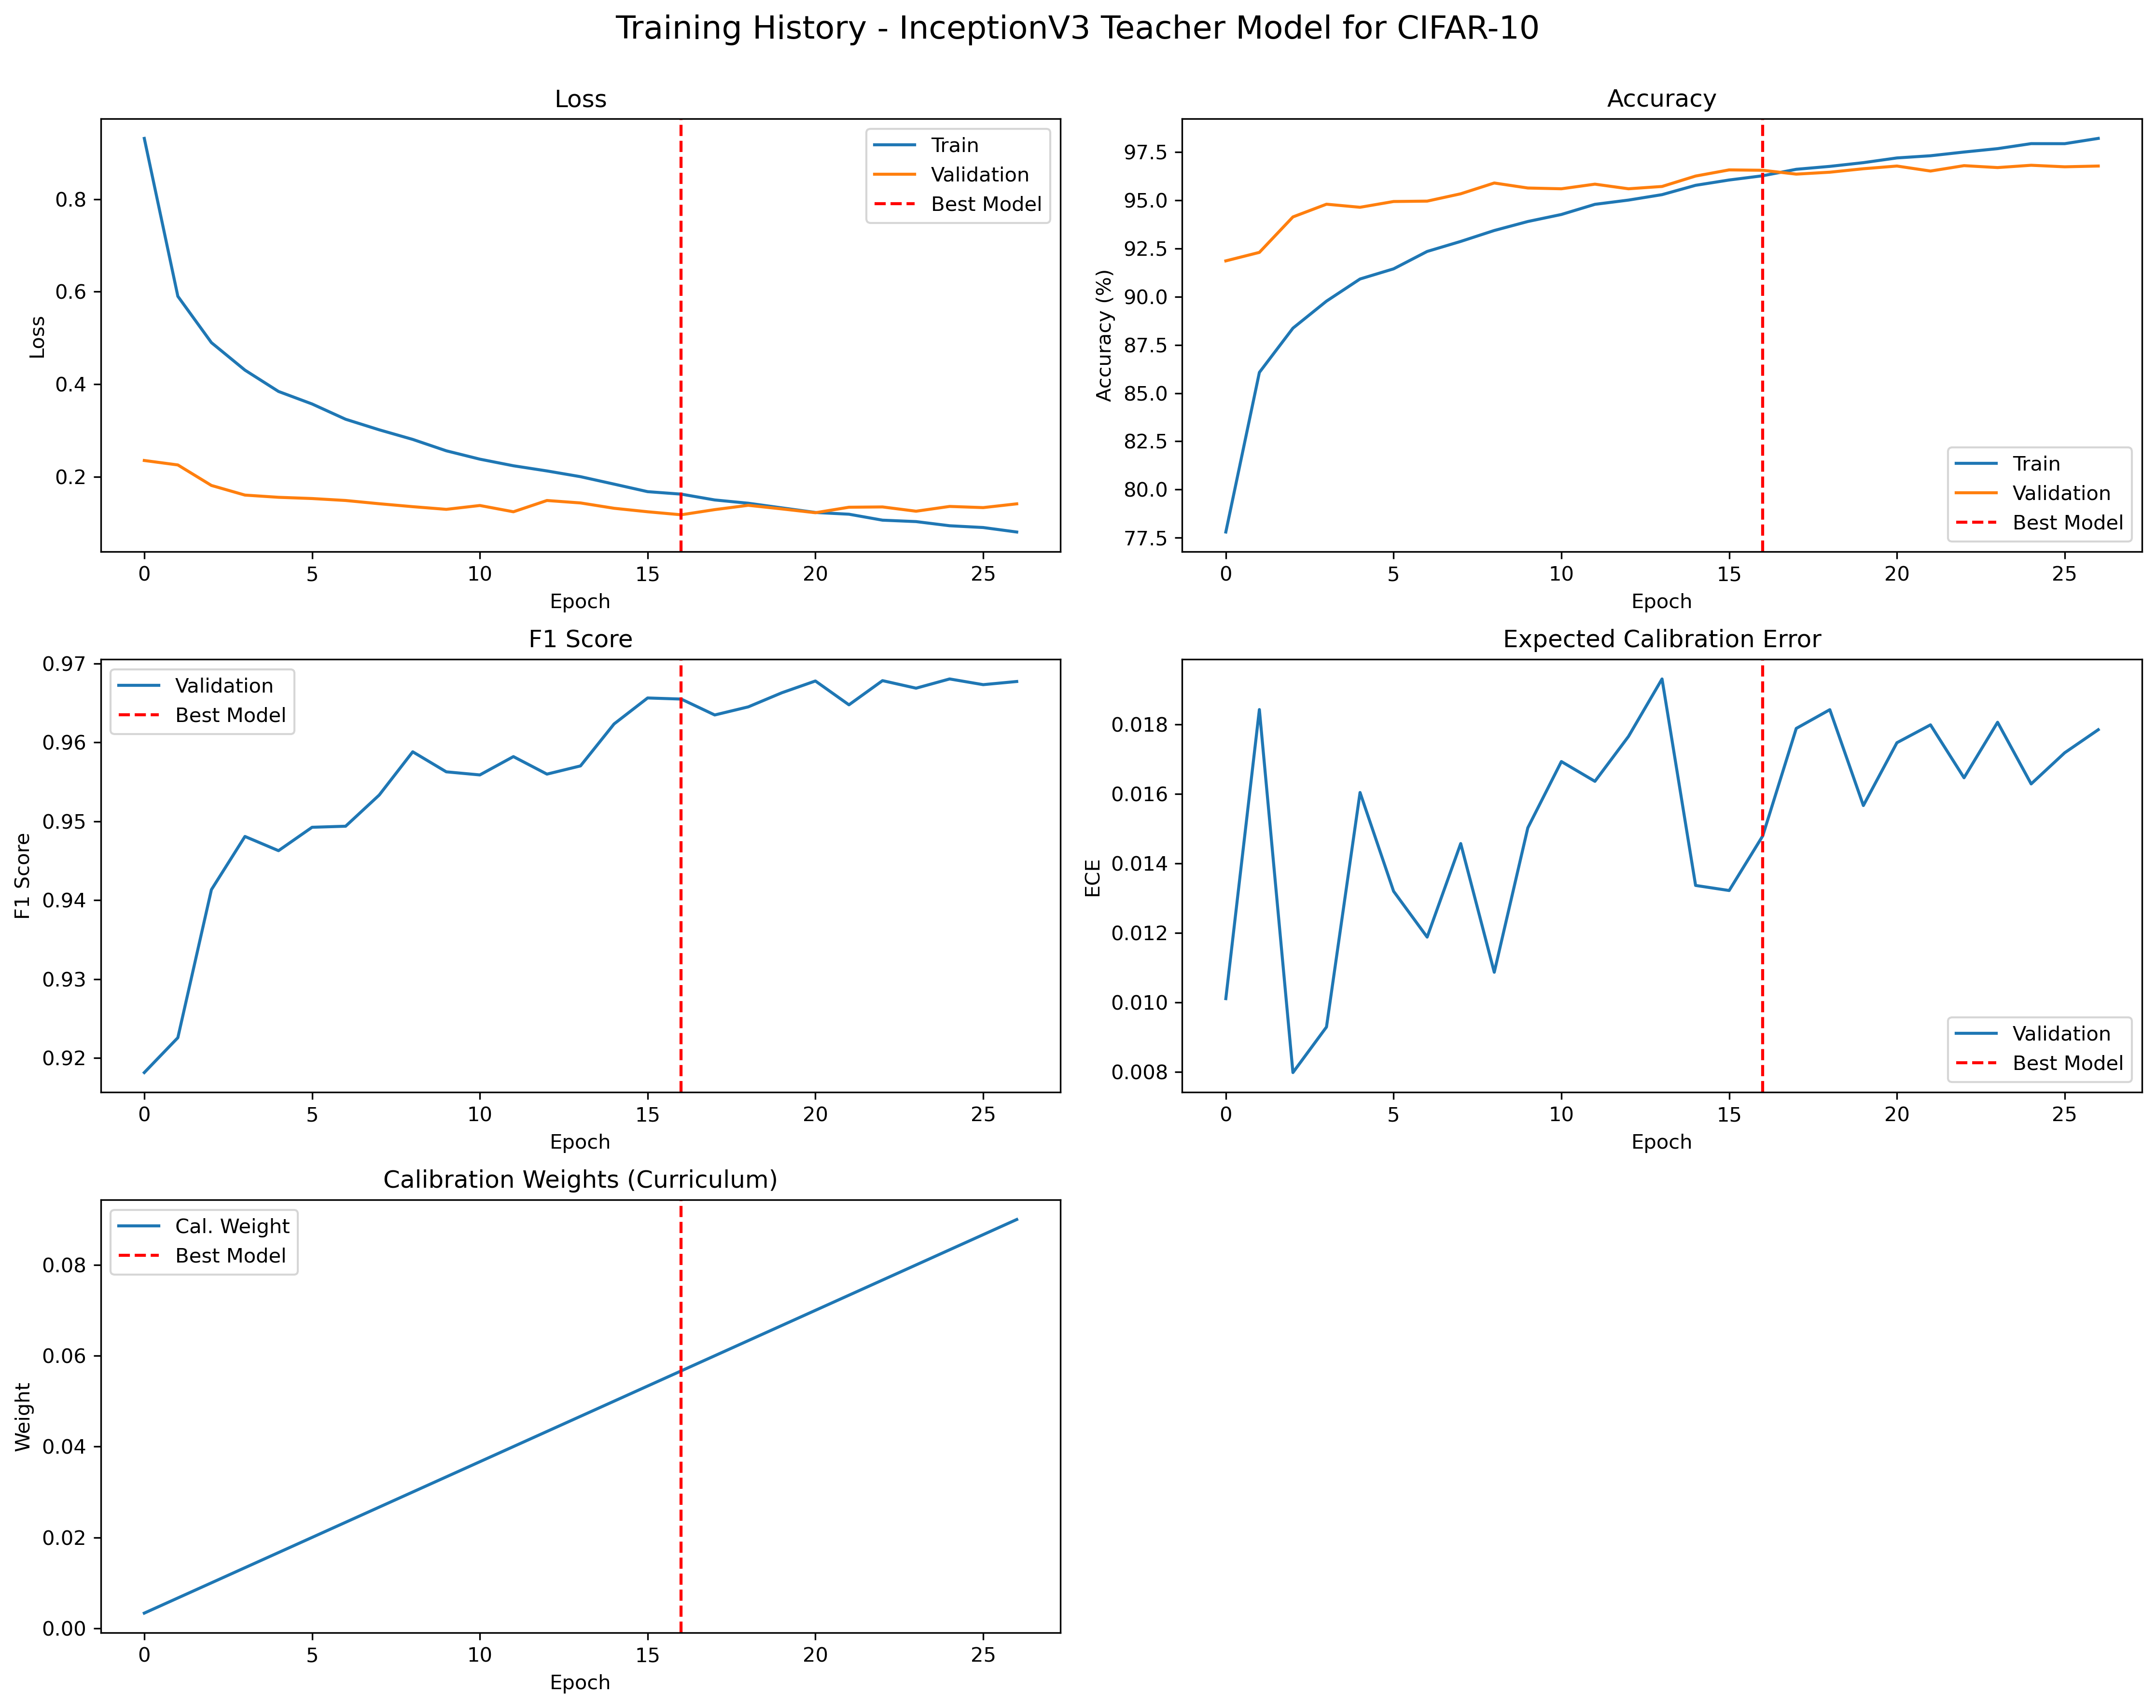 Training History - InceptionV3 Teacher Model for CIFAR-10
Loss
Loss
0.8
0.6
0.4
0.2
Train
Validation
Best Model
0 5 10 15 20 25
Epoch
Accuracy
Accuracy (%)
97.5
95.0
92.5
90.0
87.5
85.0
82.5
80.0
77.5
Train
Validation
Best Model
0 5 10 15 20 25
Epoch
F1 Score
F1 Score
0.97
0.96
0.95
0.94
0.93
0.92
Validation
Best Model
0 5 10 15 20 25
Epoch
Expected Calibration Error
ECE
0.018
0.016
0.014
0.012
0.010
0.008
Validation
Best Model
0 5 10 15 20 25
Epoch
Calibration Weights (Curriculum)
Weight
0.08
0.06
0.04
0.02
0.00
Cal. Weight
Best Model
0 5 10 15 20 25
Epoch